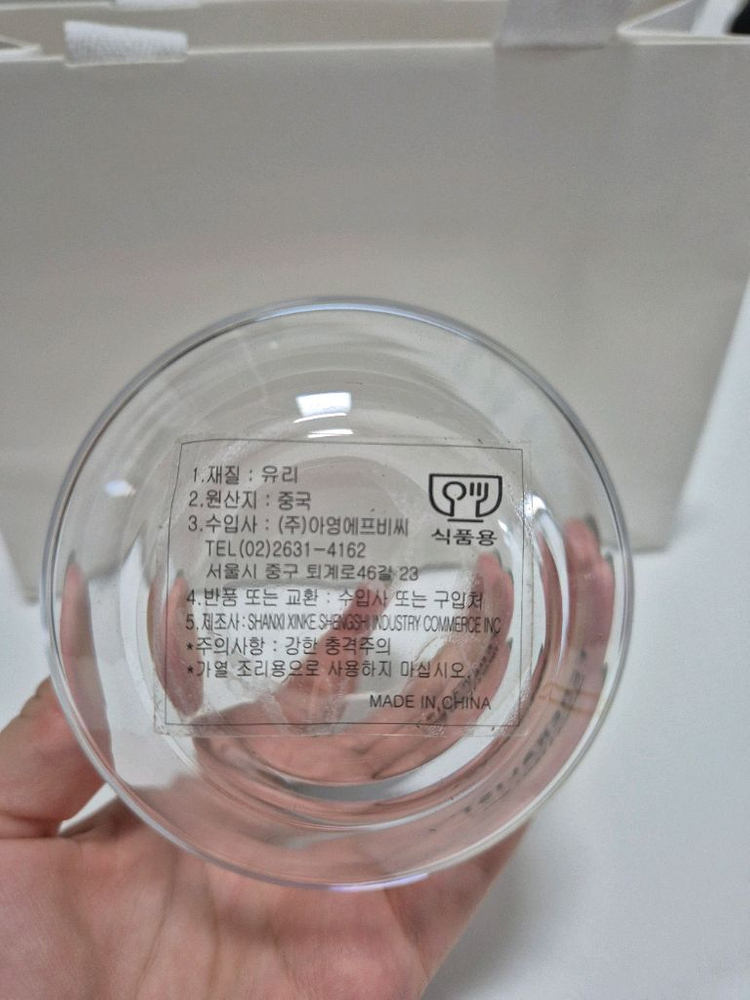 1.재질 : 유리
2.원산지 : 중국
3.수입사 : (주)아영에프비씨
TEL(02)2631-4162
서울시 중구 퇴계로46길 23
4.반품 또는 교환 : 수입사 또는 구입처
5.제조사 : SHANXI XINKE SHENGSHI INDUSTRY COMMERCE INC
*주의사항 : 강한 충격주의
*가열 조리용으로 사용하지 마십시오.
MADE IN CHINA
식품용